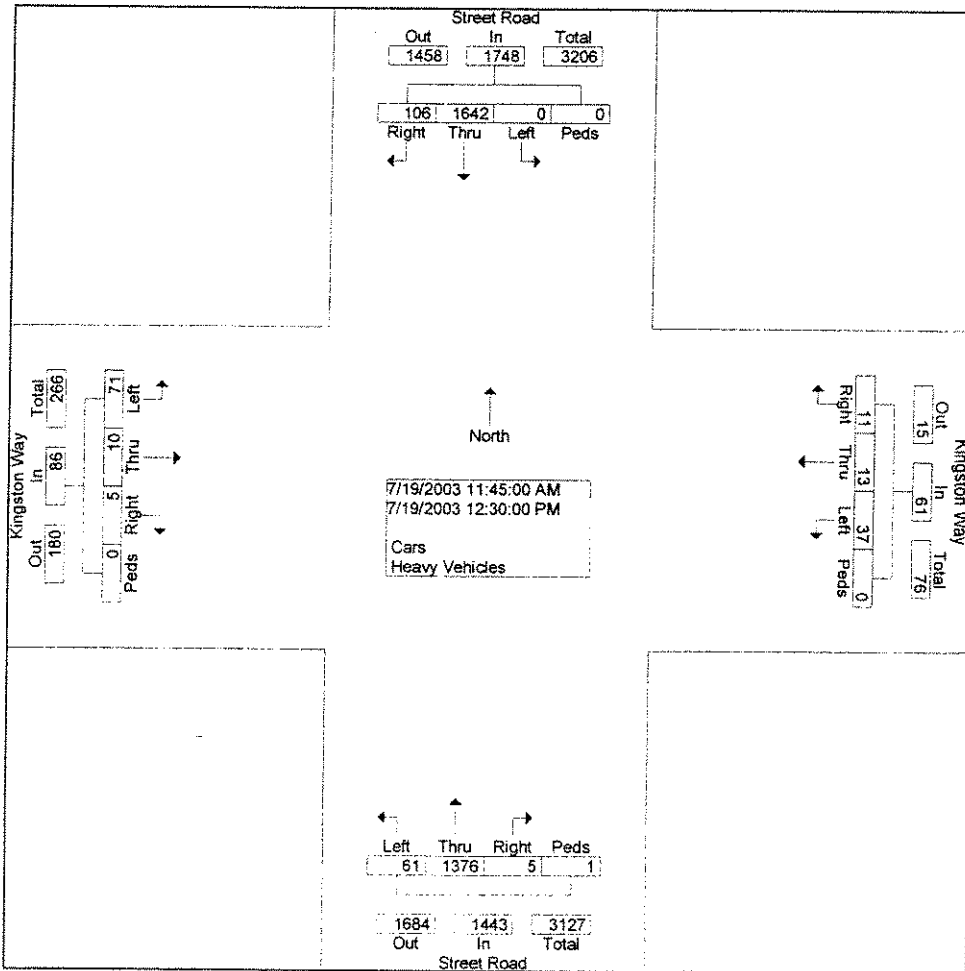 Street Road
Out In Total
1458 1748 3206
106 1642 0 0
Right Thru Left Peds
Kingston Way
Total 266
In 86
Out 180
71 Left
10 Thru
5 Right
0 Peds
North
7/19/2003 11:45:00 AM
7/19/2003 12:30:00 PM
Cars
Heavy Vehicles
Right 11
Thru 13
Left 37
Peds 0
Out 15
In 61
Total 76
Kingston Way
Left Thru Right Peds
61 1376 5 1
1684 1443 3127
Out In Total
Street Road